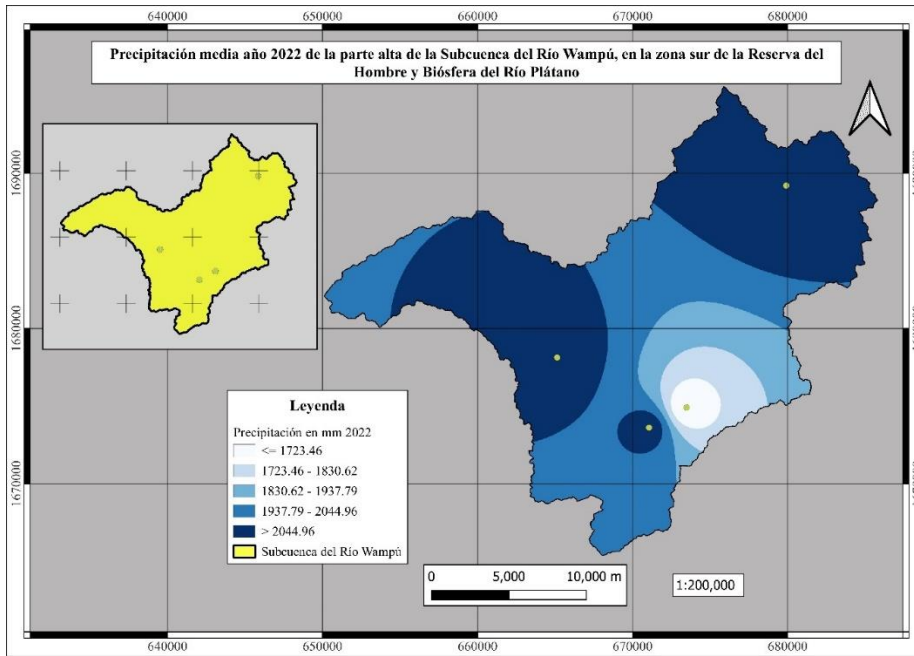 640000 650000 660000 670000 680000
Precipitación media año 2022 de la parte alta de la Subcuenca del Río Wampú, en la zona sur de la Reserva del
Hombre y Biósfera del Río Plátano
1690000
1680000
1670000
Leyenda
Precipitación en mm 2022
<= 1723.46
1723.46 - 1830.62
1830.62 - 1937.79
1937.79 - 2044.96
> 2044.96
Subcuenca del Río Wampú
0 5,000 10,000 m
1:200,000
640000 650000 660000 670000 680000